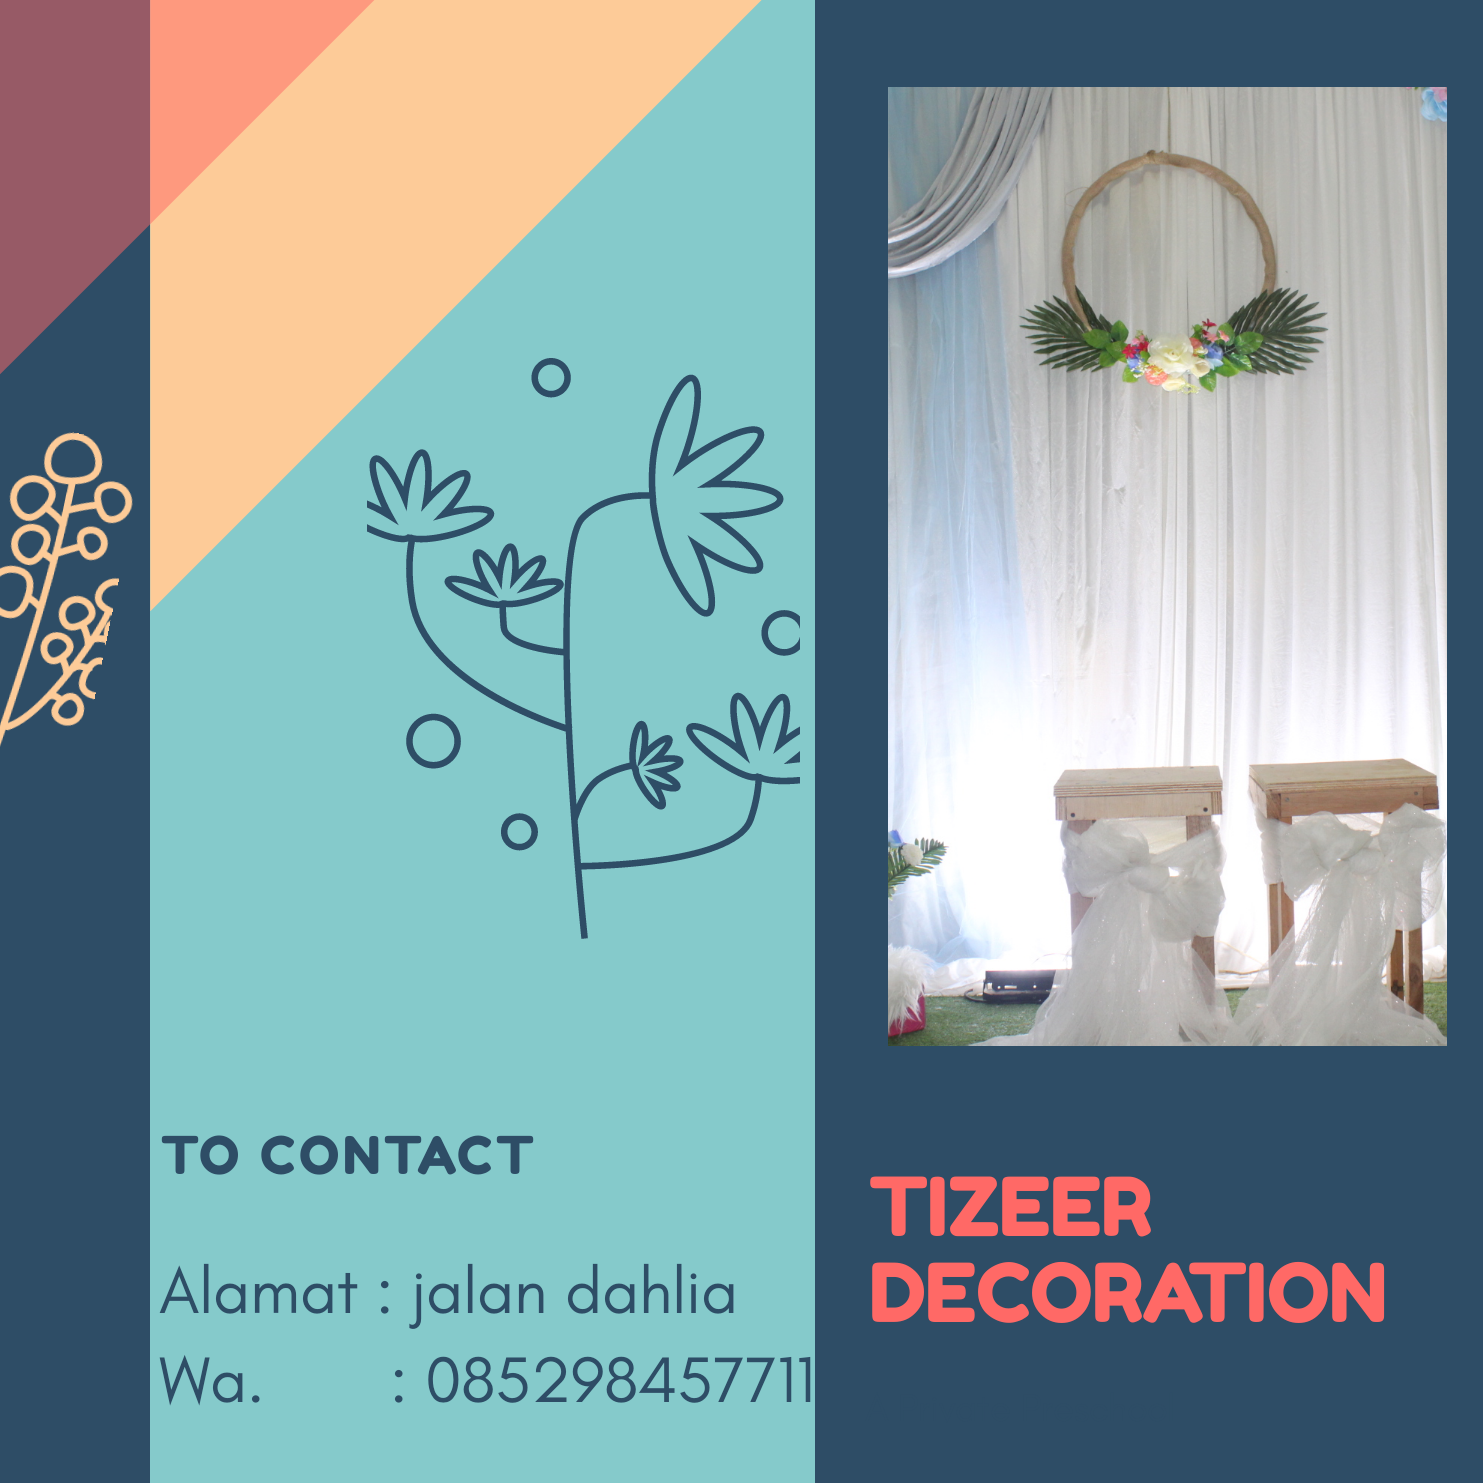 TO CONTACT
Alamat : jalan dahlia
Wa. : 085298457711
TIZEER
DECORATION